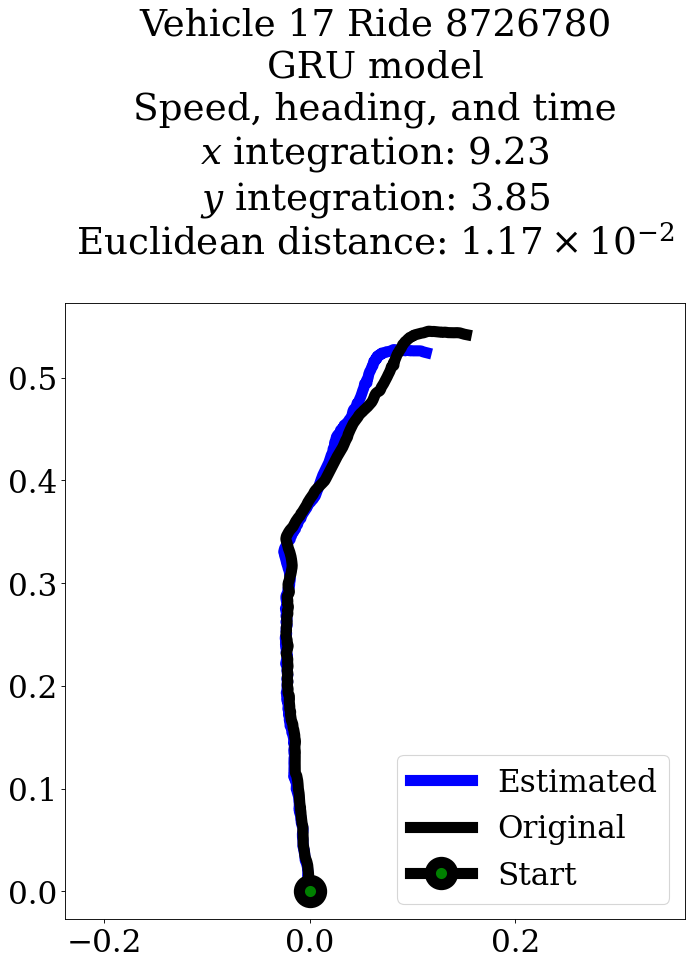 Vehicle 17 Ride 8726780
GRU model
Speed, heading, and time
x integration: 9.23
y integration: 3.85
Euclidean distance: 1.17 × 10⁻²
0.5
0.4
0.3
0.2
0.1
0.0
Estimated
Original
Start
−0.2
0.0
0.2